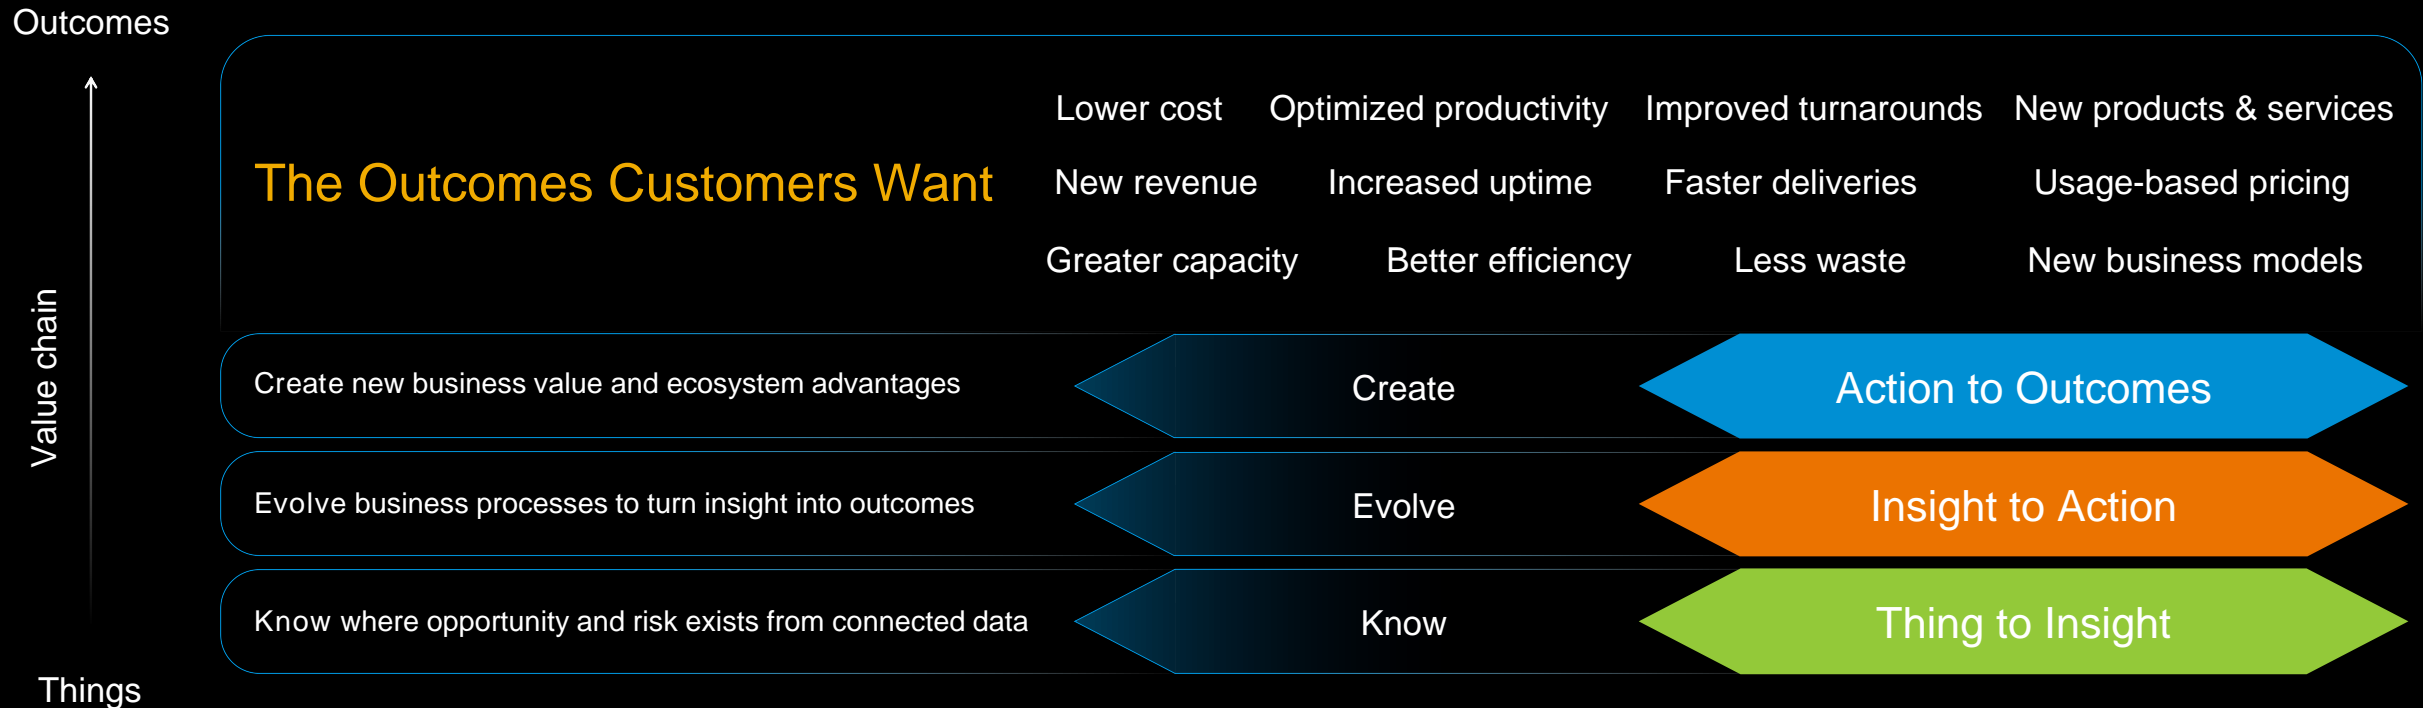 Outcomes
Value chain
Things
The Outcomes Customers Want
Lower cost Optimized productivity Improved turnarounds New products & services
New revenue Increased uptime Faster deliveries Usage-based pricing
Greater capacity Better efficiency Less waste New business models
Create new business value and ecosystem advantages Create Action to Outcomes
Evolve business processes to turn insight into outcomes Evolve Insight to Action
Know where opportunity and risk exists from connected data Know Thing to Insight